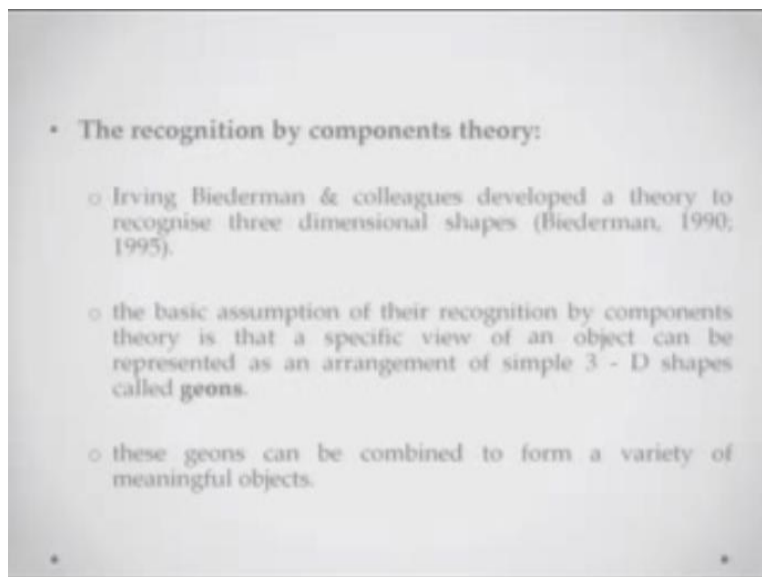 • The recognition by components theory:
o Irving Biederman & colleagues developed a theory to
recognise three dimensional shapes (Biederman, 1990;
1995).
o the basic assumption of their recognition by components
theory is that a specific view of an object can be
represented as an arrangement of simple 3 - D shapes
called geons.
o these geons can be combined to form a variety of
meaningful objects.